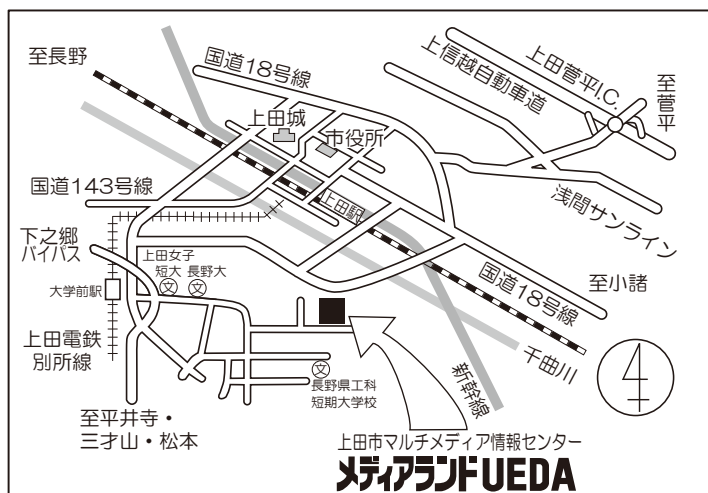 至長野
国道18号線
上田菅平I.C.
上信越自動車道
至菅平
上田城
市役所
国道143号線
上田駅
浅間サンライン
下之郷
バイパス
上田女子
短大
長野大
文
文
大学前駅
国道18号線
至小諸
上田電鉄
別所線
千曲川
新幹線
文
長野県工科
短期大学校
至平井寺・
三才山・松本
4
上田市マルチメディア情報センター
メディアランドUEDA